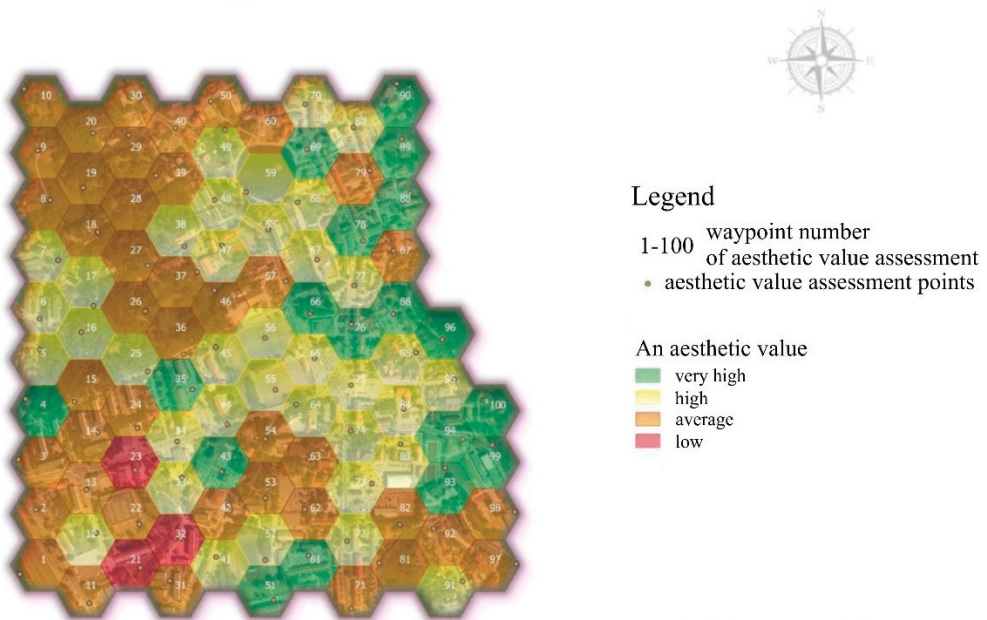 N
W E
S
10 30 50 70 90
20 40 60 80
9 29 49 69 89
19 39 59 79
8 28 48 68 88
18 38 58 78
7 27 47 67 87
17 37 57 77
6 26 46 66 86
16 36 56 76 96
5 25 45 65 85
15 35 55 75 95
4 24 44 64 84 100
14 34 54 74 94
3 23 43 63 83 99
13 33 53 73 93
2 22 42 62 82 98
12 32 52 72 92
1 21 41 61 81 97
11 31 51 71 91
Legend
1-100 waypoint number
of aesthetic value assessment
aesthetic value assessment points
An aesthetic value
very high
high
average
low